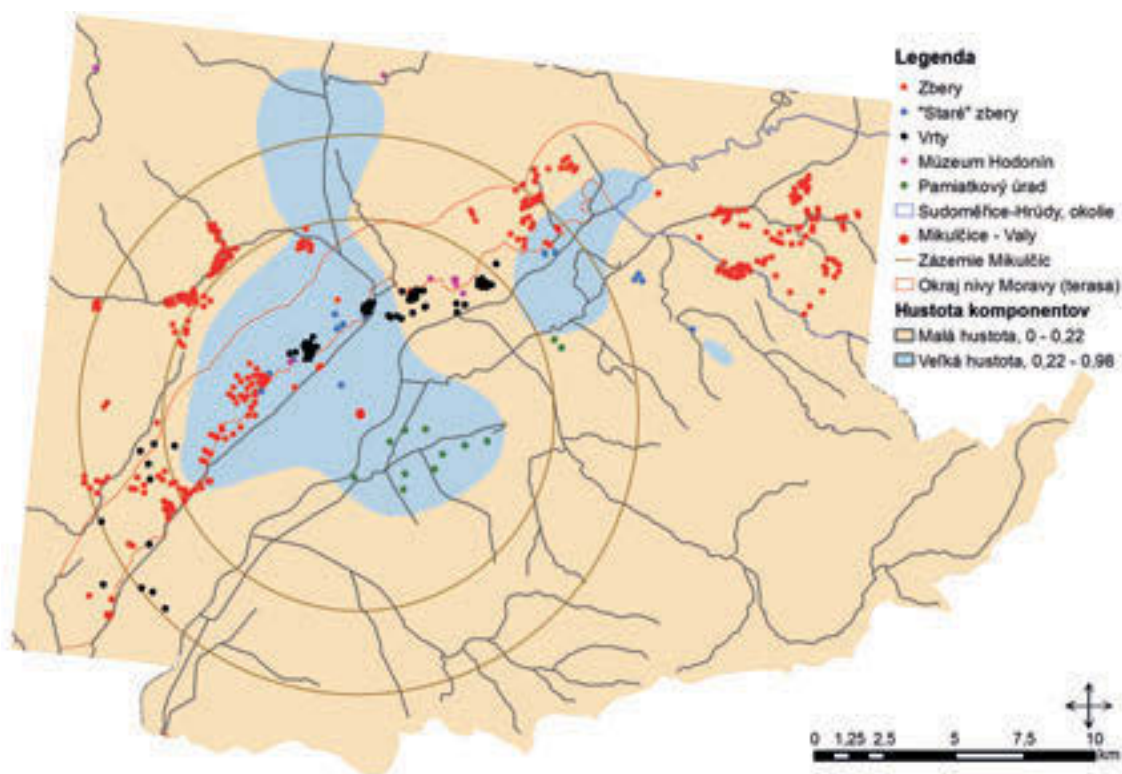 Legenda
Zbery
"Staré" zbery
Vrty
Múzeum Hodonín
Pamiatkový úrad
Sudoměřice-Hrúdy, okolie
Mikulčice - Valy
Zázemie Mikulčíc
Okraj nivy Moravy (terasa)
Hustota komponentov
Malá hustota, 0 - 0,22
Veľká hustota, 0,22 - 0,98
0 1,25 2,5 5 7,5 10
km